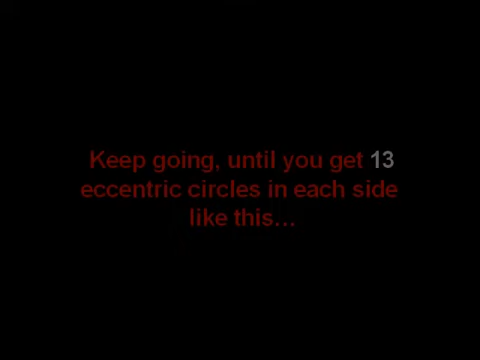 Keep going, until you get 13
eccentric circles in each side
like this...